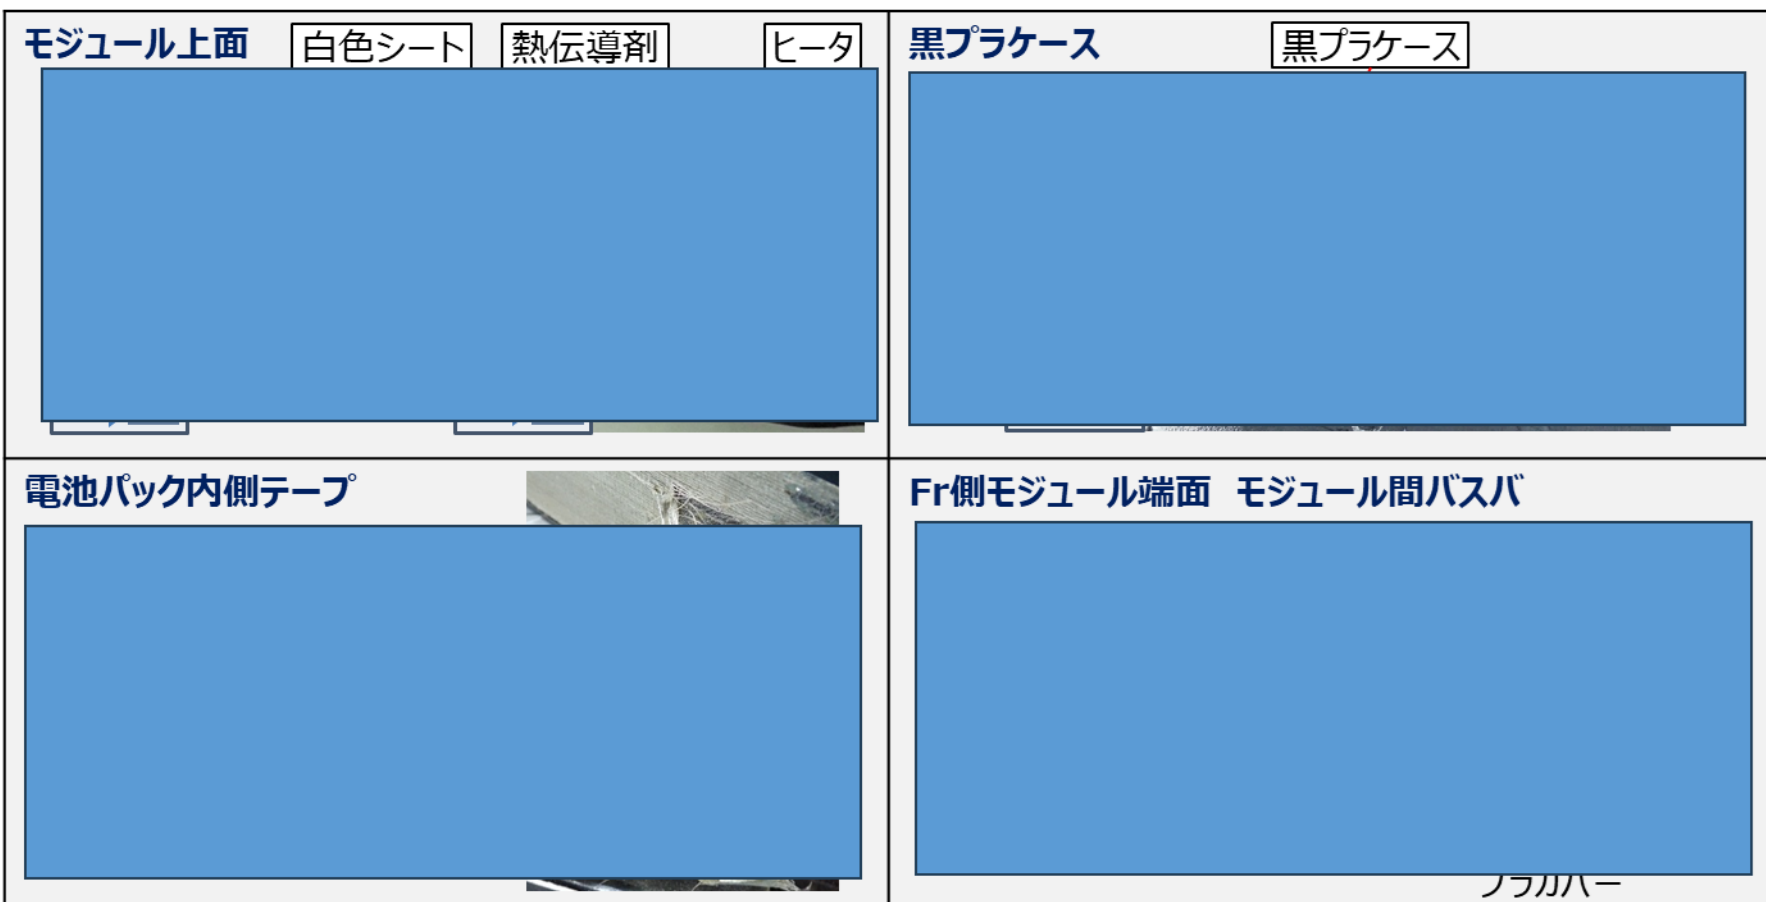 モジュール上面
白色シート
熱伝導剤
ヒータ
黒プラケース
黒プラケース
電池パック内側テープ
Fr側モジュール端面 モジュール間バスバ